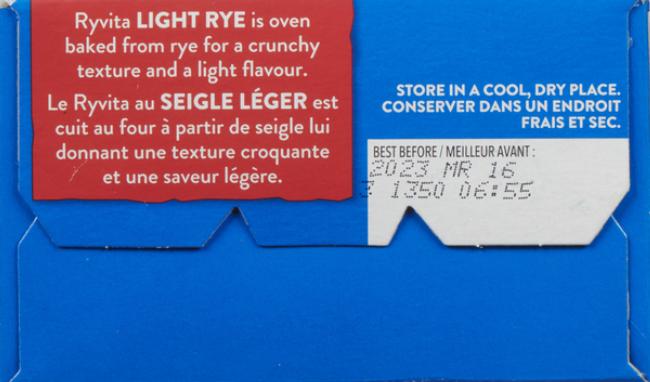 Ryvita LIGHT RYE is oven
baked from rye for a crunchy
texture and a light flavour.
Le Ryvita au SEIGLE LÉGER est
cuit au four à partir de seigle lui
donnant une texture croquante
et une saveur légère.
STORE IN A COOL, DRY PLACE.
CONSERVER DANS UN ENDROIT
FRAIS ET SEC.
BEST BEFORE / MEILLEUR AVANT :
2023 MR 16
3 1350 06:55